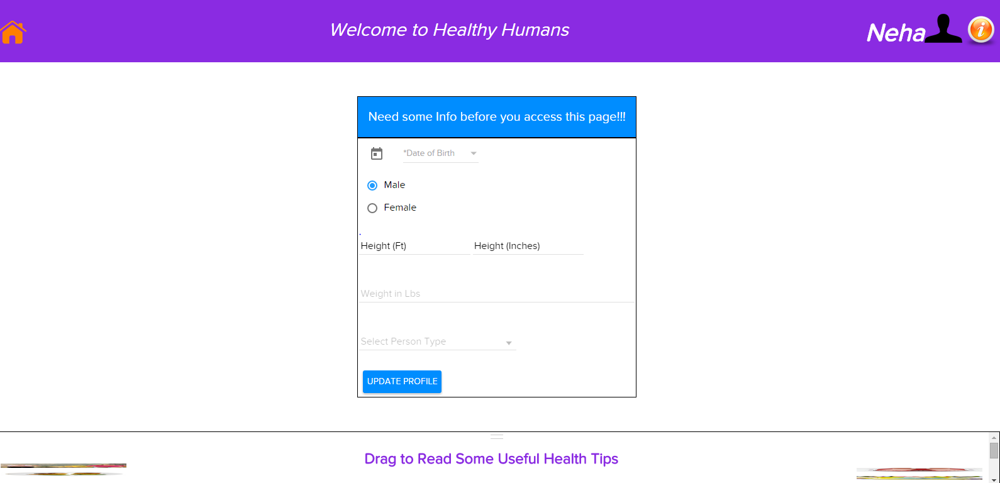 Welcome to Healthy Humans
Neha
i
Need some Info before you access this page!!!
*Date of Birth
Male
Female
Height (Ft) Height (Inches)
Weight in Lbs
Select Person Type
UPDATE PROFILE
Drag to Read Some Useful Health Tips